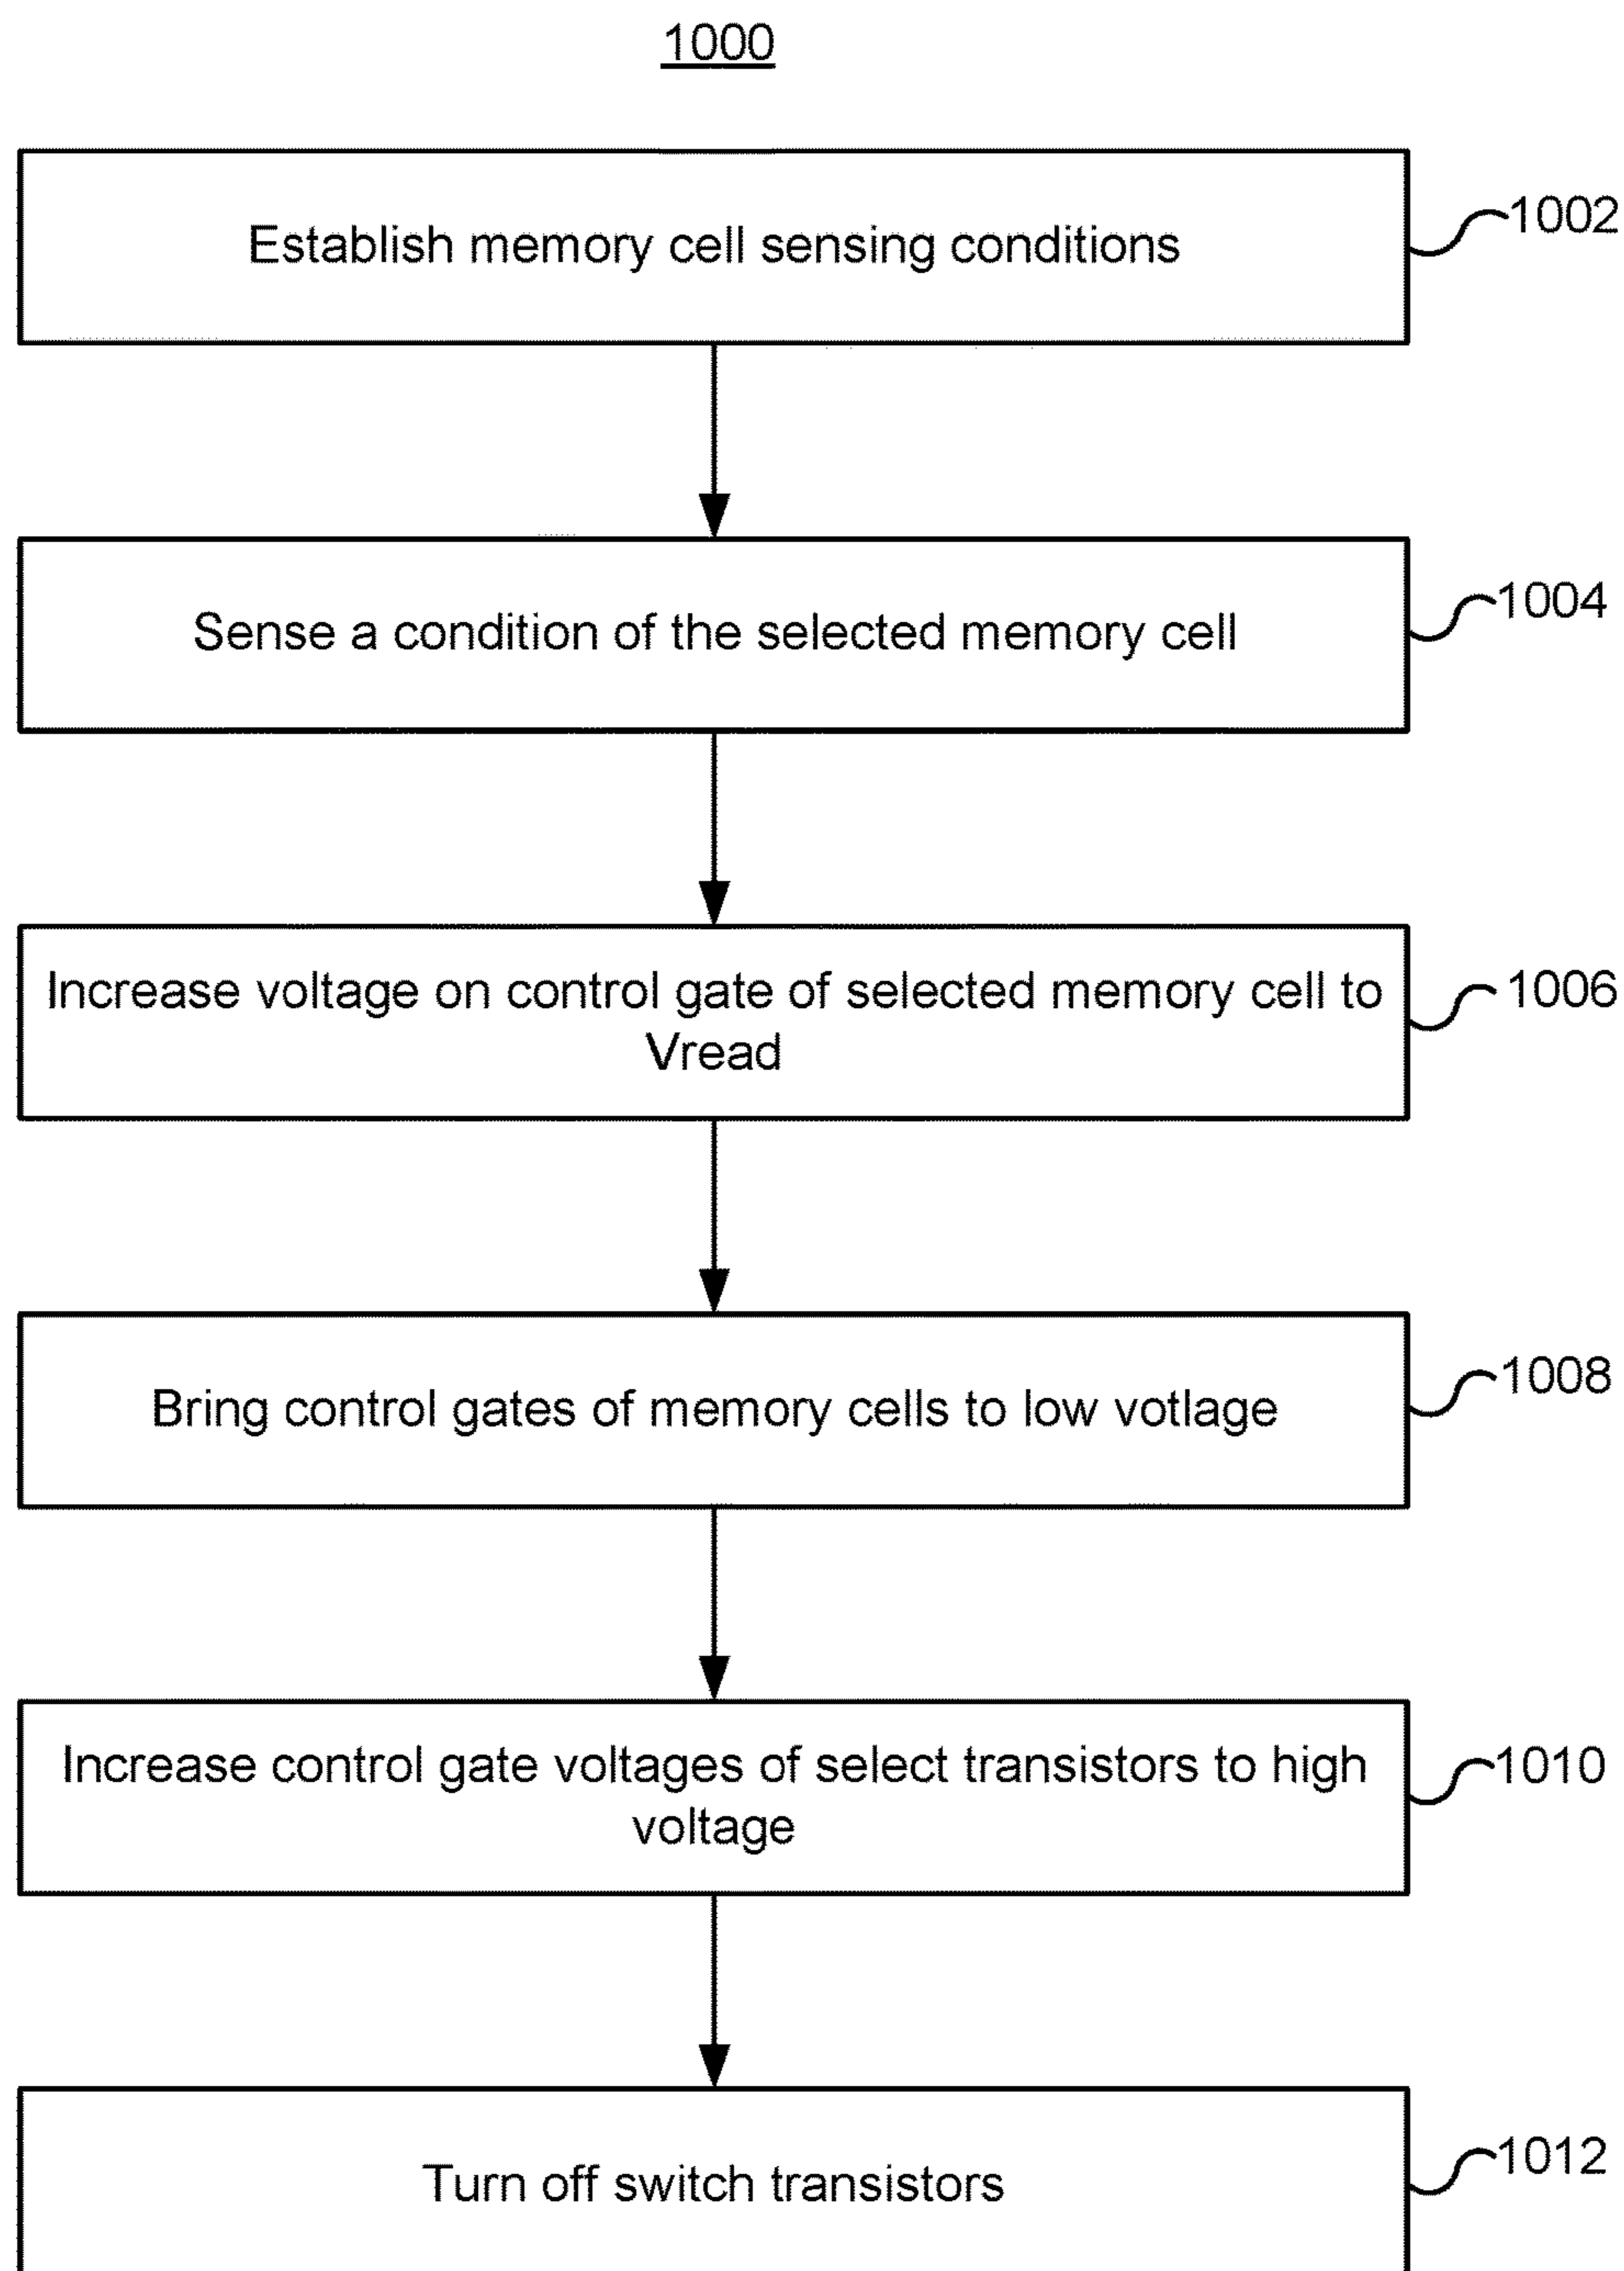 1000
Establish memory cell sensing conditions
1002
Sense a condition of the selected memory cell
1004
Increase voltage on control gate of selected memory cell to
Vread
1006
Bring control gates of memory cells to low votlage
1008
Increase control gate voltages of select transistors to high
voltage
1010
Turn off switch transistors
1012